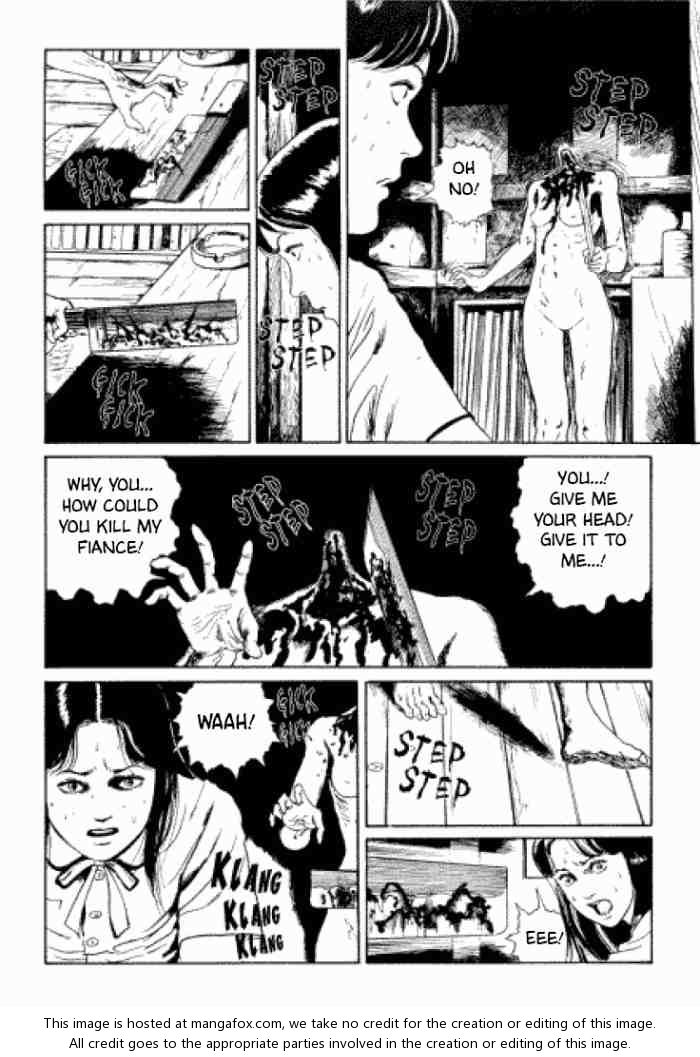 GICK
GICK
STEP
STEP
STEP
STEP
OH
NO!
GICK
GICK
STEP
STEP
WHY, YOU...
HOW COULD
YOU KILL MY
FIANCE!
STEP
STEP
STEP
STEP
YOU...!
GIVE ME
YOUR HEAD!
GIVE IT TO
ME...!
WAAH!
GICK
GICK
KLANG
KLANG
KLANG
STEP
STEP
EEE!
This image is hosted at mangafox.com, we take no credit for the creation or editing of this image.
All credit goes to the appropriate parties involved in the creation or editing of this image.